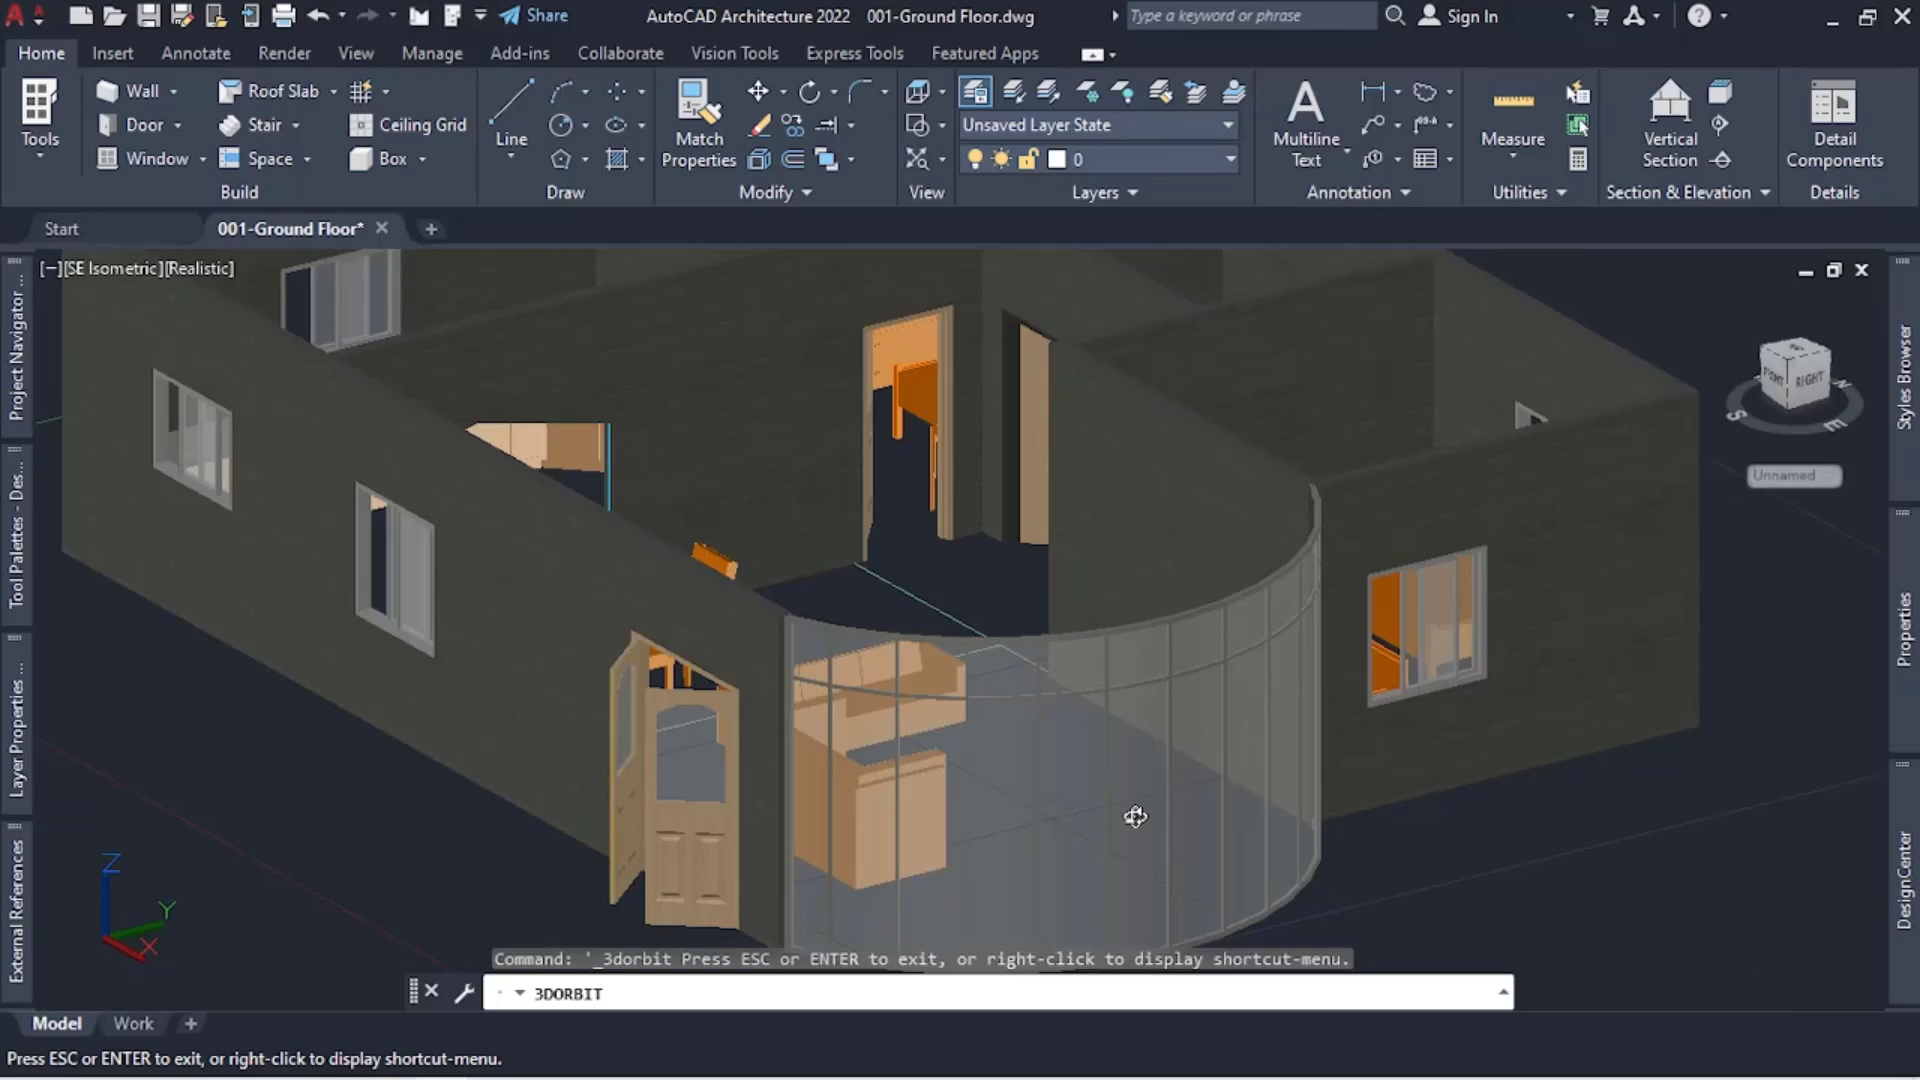 Share
AutoCAD Architecture 2022 001-Ground Floor.dwg
Type a keyword or phrase
Sign In
Home Insert Annotate Render View Manage Add-ins Collaborate Vision Tools Express Tools Featured Apps
Tools
Wall
Door
Window
Roof Slab
Stair
Space
Ceiling Grid
Box
Build
Line
Draw
Match
Properties
Modify
View
Unsaved Layer State
0
Layers
Multiline
Text
Annotation
Measure
Utilities
Vertical
Section
Section & Elevation
Detail
Components
Details
Start
001-Ground Floor*
[−][SE Isometric][Realistic]
Project Navigator ...
Tool Palettes - Des...
Layer Properties ...
External References
RIGHT
S
E
Unnamed
Styles Browser
Properties
DesignCenter
Z
Y
X
Command: '_3dorbit Press ESC or ENTER to exit, or right-click to display shortcut-menu.
3DORBIT
Model Work
Press ESC or ENTER to exit, or right-click to display shortcut-menu.